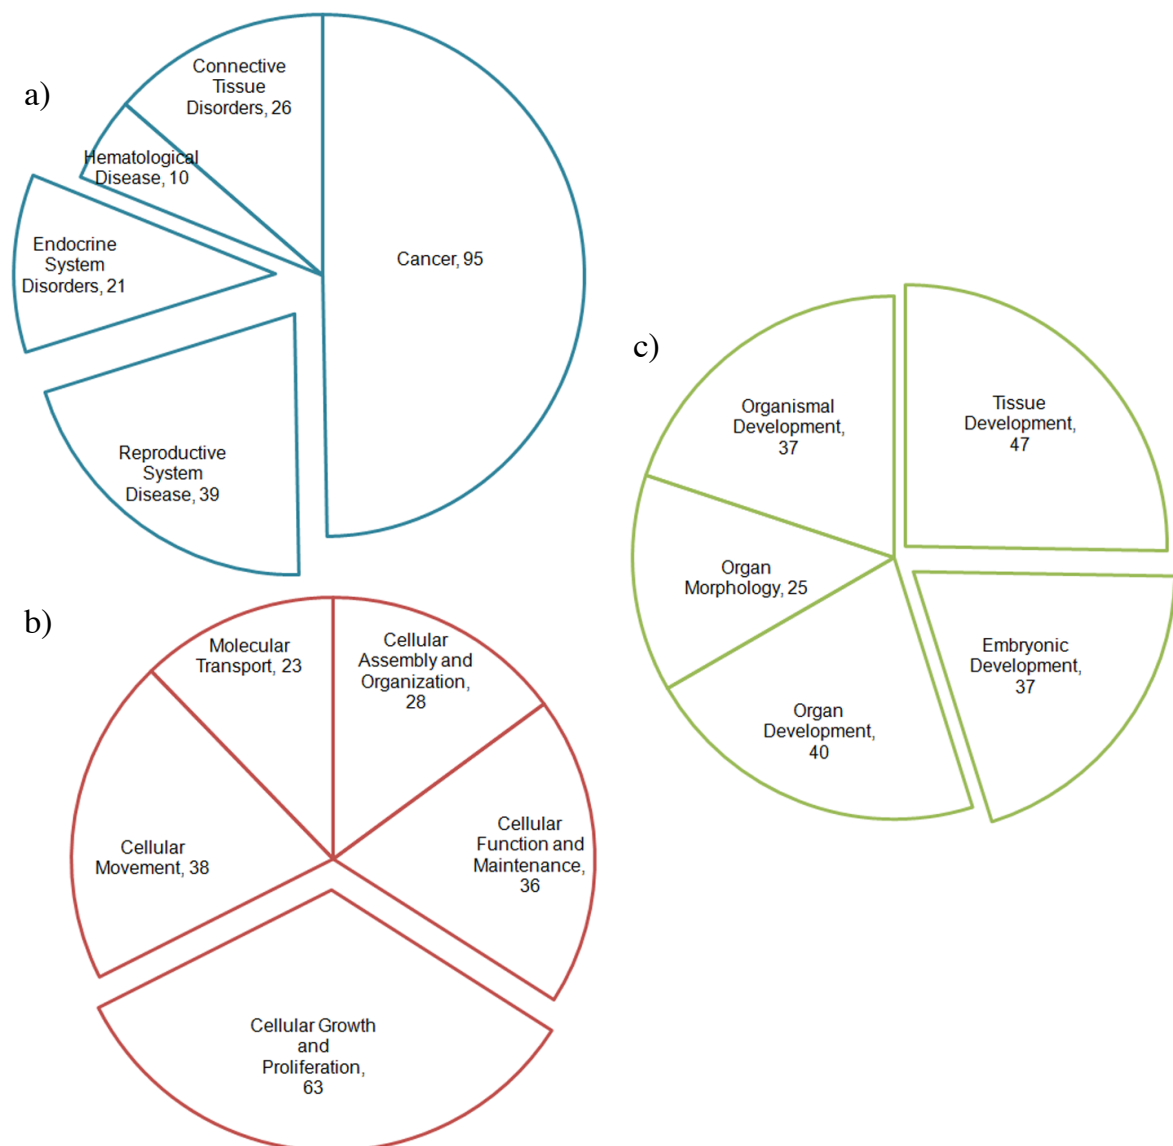 a)
Connective
Tissue
Disorders, 26
Hematological
Disease, 10
Endocrine
System
Disorders, 21
Cancer, 95
Reproductive
System
Disease, 39
b)
Molecular
Transport, 23
Cellular
Assembly and
Organization,
28
Cellular
Function and
Maintenance,
36
Cellular
Movement, 38
Cellular Growth
and
Proliferation,
63
c)
Organismal
Development,
37
Tissue
Development,
47
Organ
Morphology, 25
Embryonic
Development,
37
Organ
Development,
40